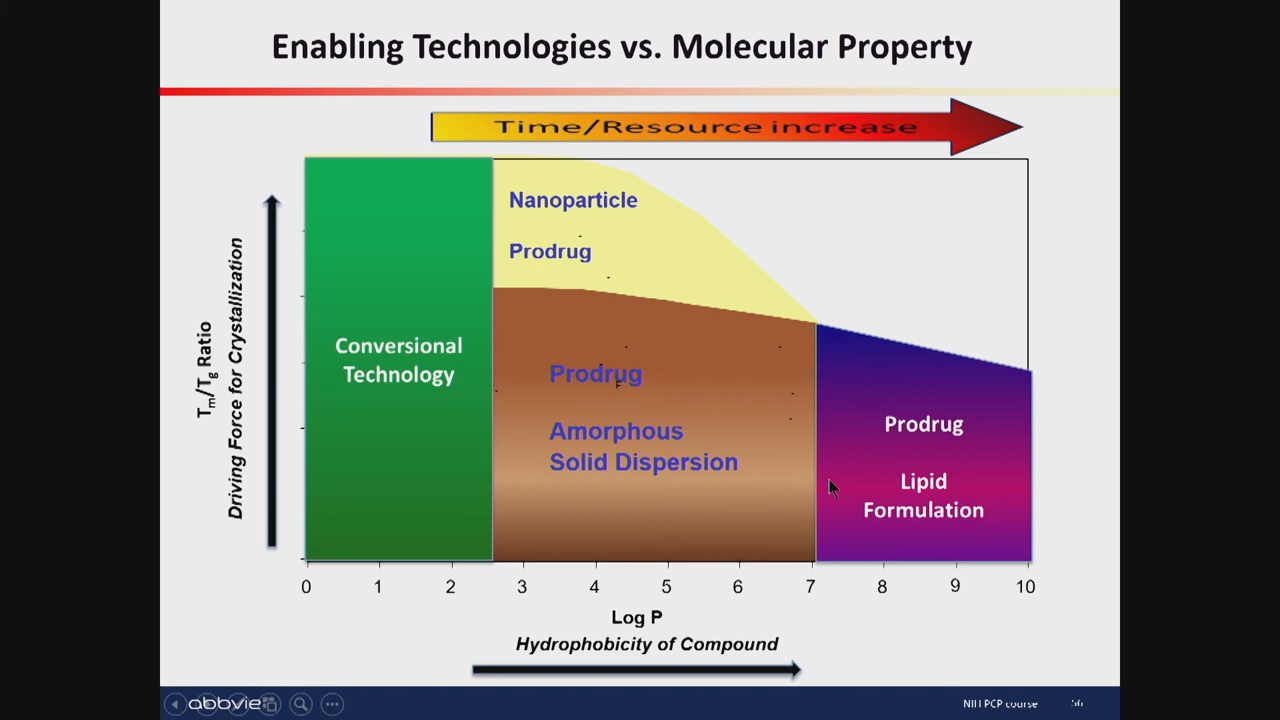 Enabling Technologies vs. Molecular Property
Time/Resource increase
Nanoparticle
Prodrug
Conversional
Technology
Prodrug
F
Amorphous
Solid Dispersion
Prodrug
Lipid
Formulation
Tm/Tg Ratio
Driving Force for Crystallization
0 1 2 3 4 5 6 7 8 9 10
Log P
Hydrophobicity of Compound
abbvie
NIH PCP course
56